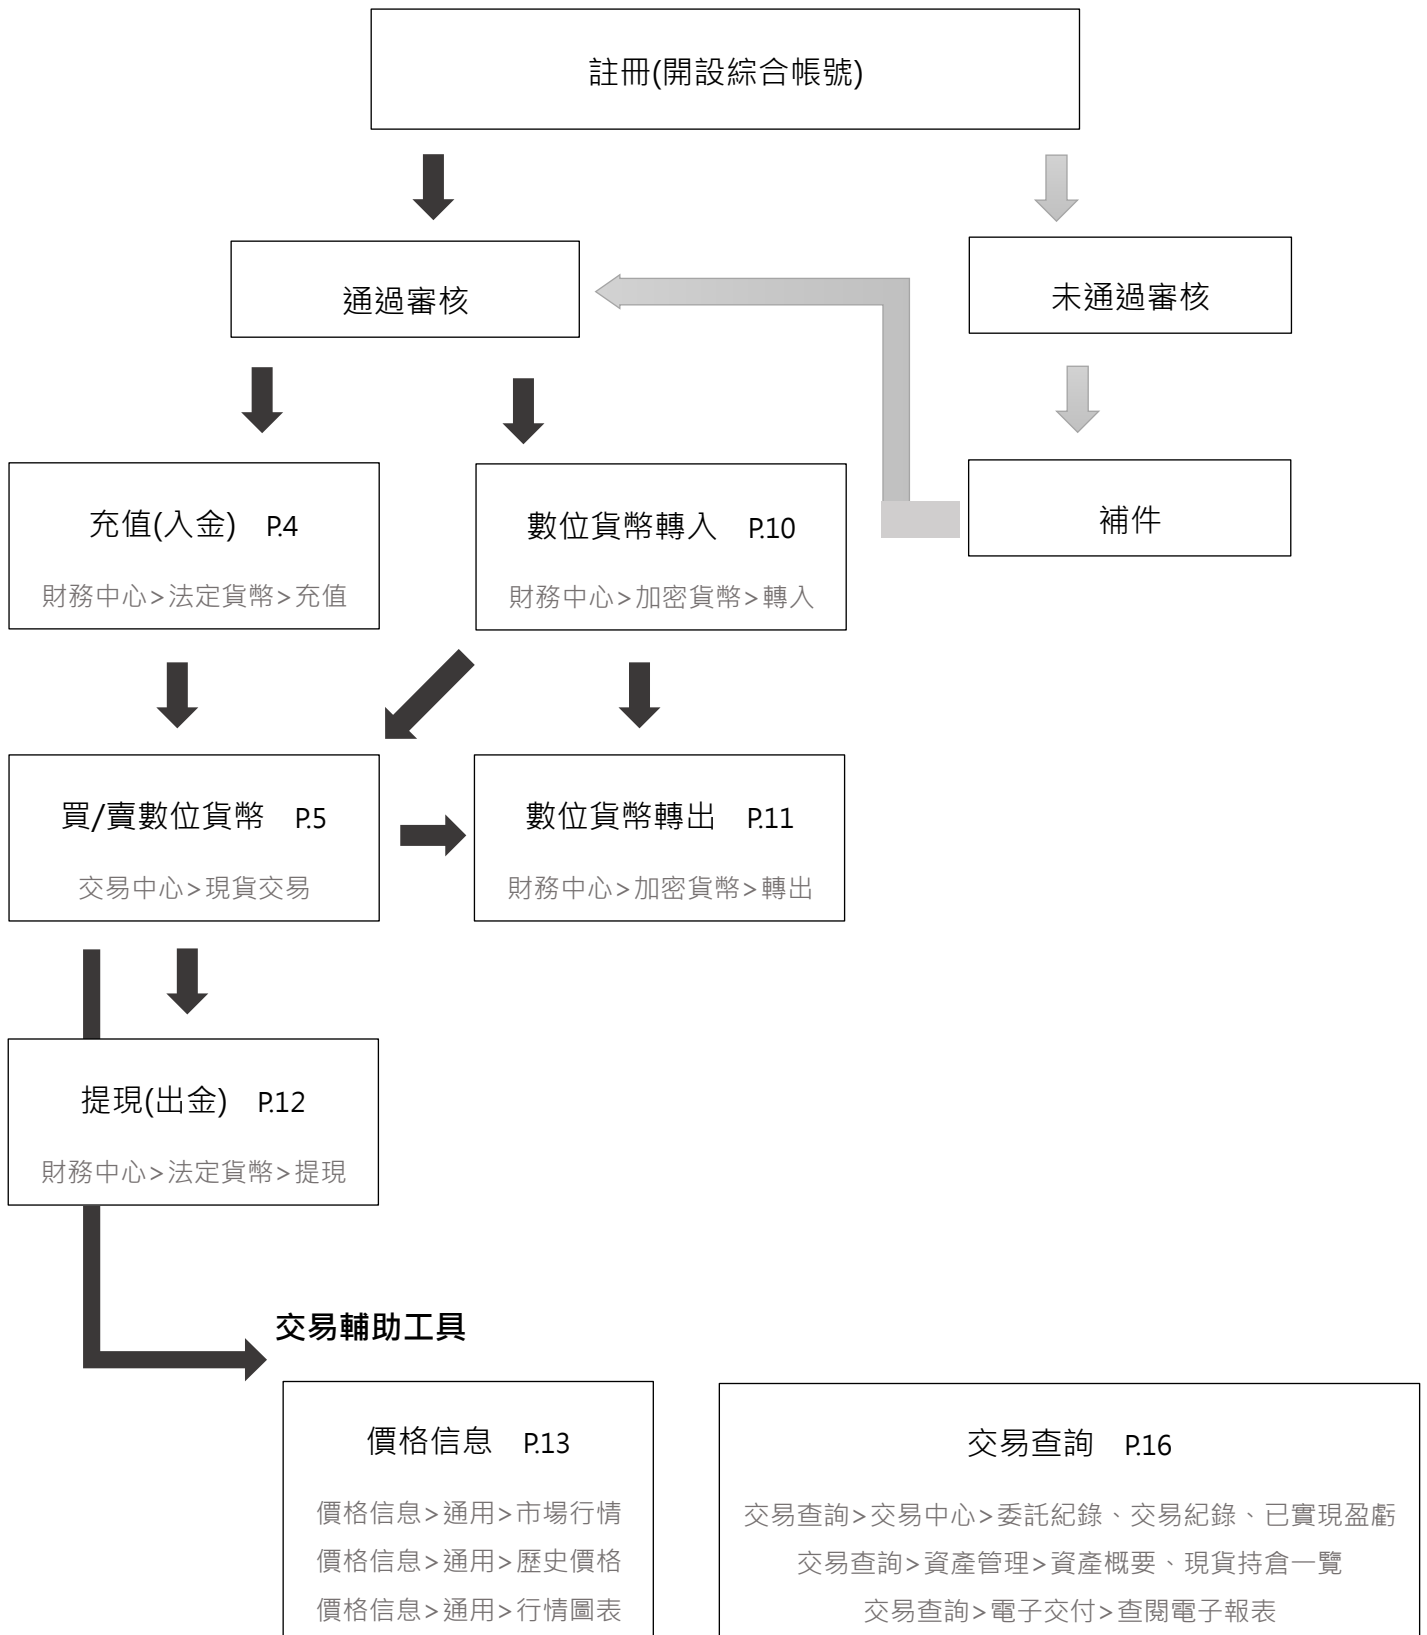 註冊(開設綜合帳號)
通過審核
未通過審核
充值(入金) P.4
財務中心>法定貨幣>充值
數位貨幣轉入 P.10
財務中心>加密貨幣>轉入
補件
買/賣數位貨幣 P.5
交易中心>現貨交易
數位貨幣轉出 P.11
財務中心>加密貨幣>轉出
提現(出金) P.12
財務中心>法定貨幣>提現
交易輔助工具
價格信息 P.13
價格信息>通用>市場行情
價格信息>通用>歷史價格
價格信息>通用>行情圖表
交易查詢 P.16
交易查詢>交易中心>委託紀錄、交易紀錄、已實現盈虧
交易查詢>資產管理>資產概要、現貨持倉一覽
交易查詢>電子交付>查閱電子報表